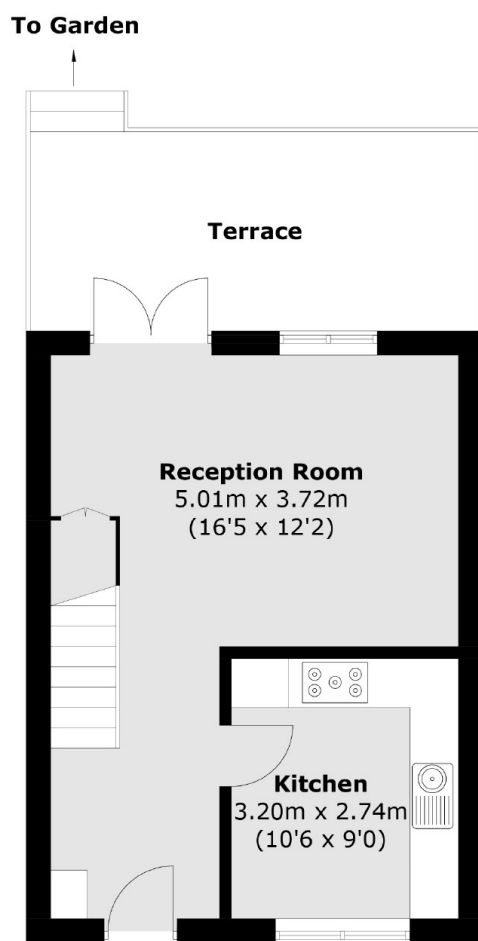 To Garden
Terrace
Reception Room
5.01m x 3.72m
(16'5 x 12'2)
Kitchen
3.20m x 2.74m
(10'6 x 9'0)